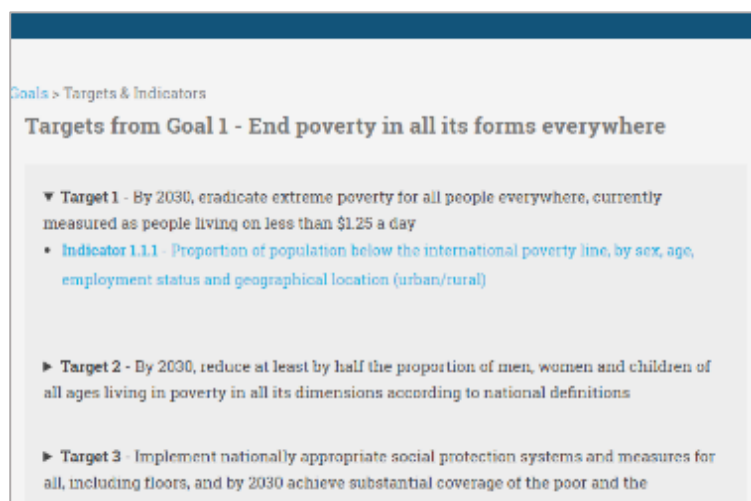 Goals > Targets & Indicators
Targets from Goal 1 - End poverty in all its forms everywhere
▼ Target 1 - By 2030, eradicate extreme poverty for all people everywhere, currently
measured as people living on less than $1.25 a day
• Indicator 1.1.1 - Proportion of population below the international poverty line, by sex, age,
employment status and geographical location (urban/rural)
▶ Target 2 - By 2030, reduce at least by half the proportion of men, women and children of
all ages living in poverty in all its dimensions according to national definitions
▶ Target 3 - Implement nationally appropriate social protection systems and measures for
all, including floors, and by 2030 achieve substantial coverage of the poor and the